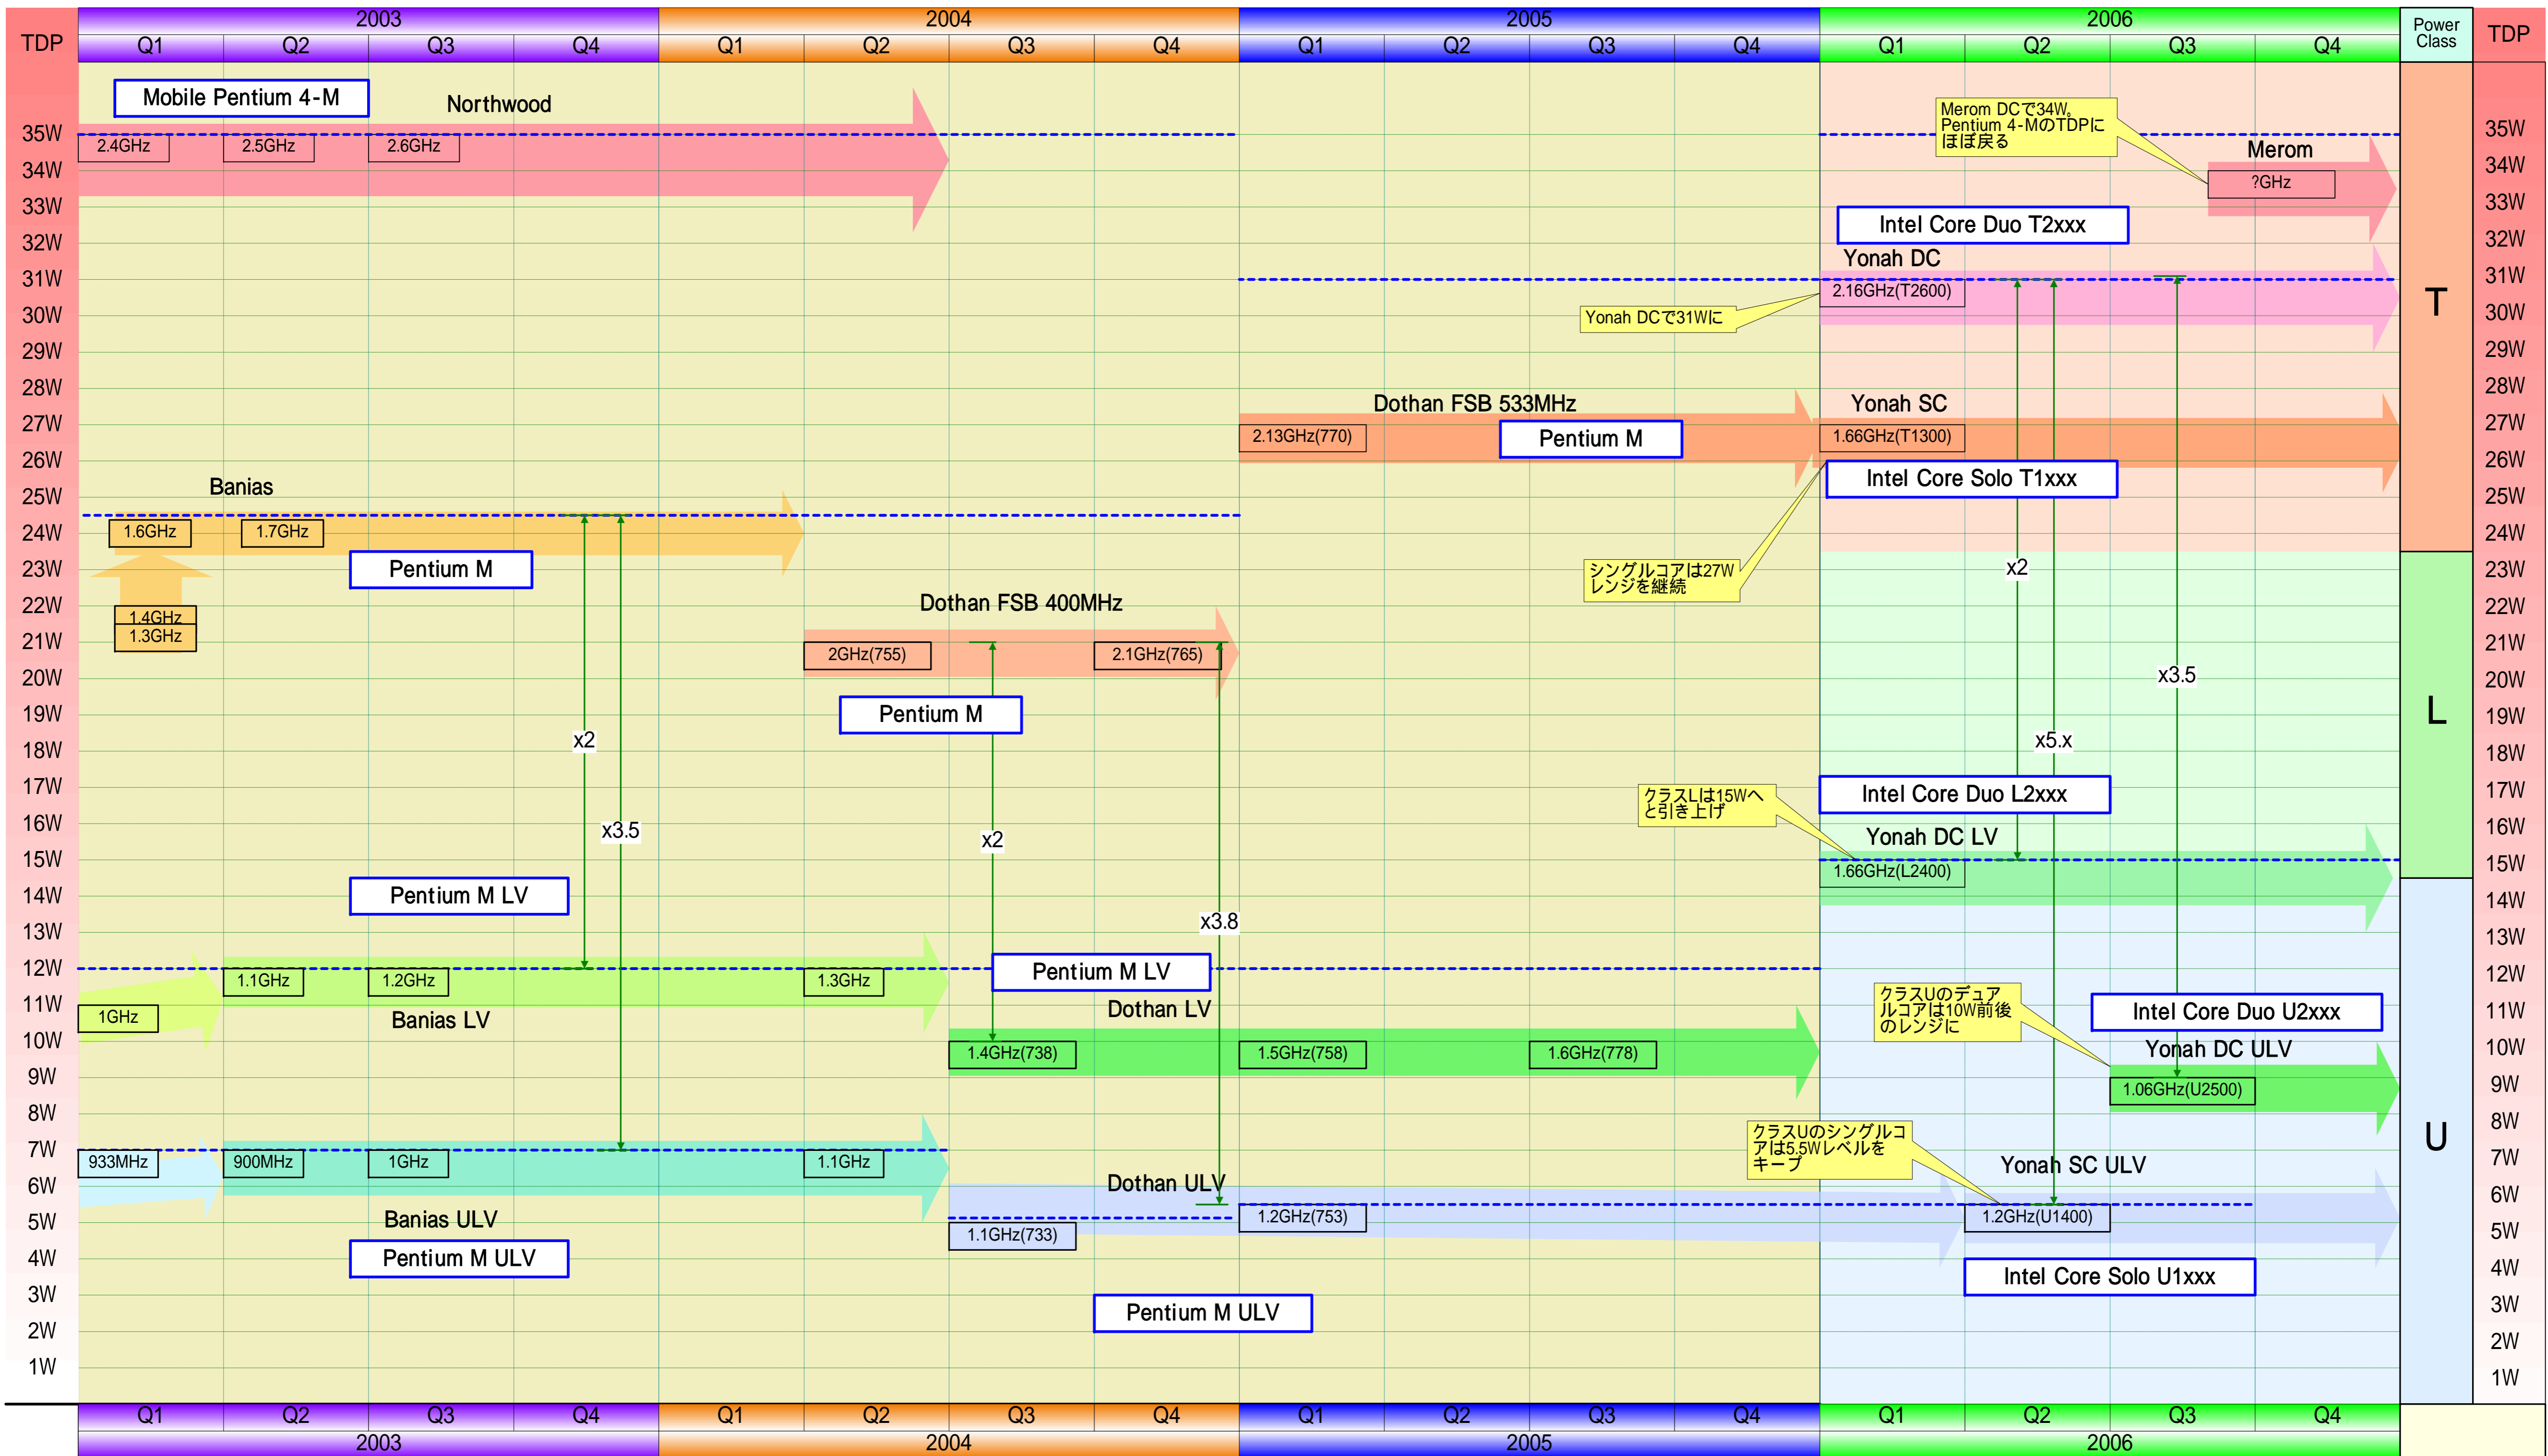 2003
2004
2005
2006
TDP
Q1
Q2
Q3
Q4
Q1
Q2
Q3
Q4
Q1
Q2
Q3
Q4
Q1
Q2
Q3
Q4
Power
Class
TDP
35W
34W
33W
32W
31W
30W
29W
28W
27W
26W
25W
24W
23W
22W
21W
20W
19W
18W
17W
16W
15W
14W
13W
12W
11W
10W
9W
8W
7W
6W
5W
4W
3W
2W
1W
Mobile Pentium 4-M
Northwood
2.4GHz
2.5GHz
2.6GHz
Merom DCで34W。
Pentium 4-MのTDPに
ほぼ戻る
Merom
?GHz
Intel Core Duo T2xxx
Yonah DC
2.16GHz(T2600)
Yonah DCで31Wに
Dothan FSB 533MHz
2.13GHz(770)
Pentium M
Yonah SC
1.66GHz(T1300)
Intel Core Solo T1xxx
シングルコアは27W
レンジを継続
Banias
1.6GHz
1.7GHz
Pentium M
1.4GHz
1.3GHz
Dothan FSB 400MHz
2GHz(755)
2.1GHz(765)
Pentium M
x2
x3.5
x2
x3.8
x2
x5.x
x3.5
クラスLは15Wへ
と引き上げ
Intel Core Duo L2xxx
Yonah DC LV
1.66GHz(L2400)
Pentium M LV
1GHz
1.1GHz
1.2GHz
1.3GHz
Banias LV
Pentium M LV
Dothan LV
1.4GHz(738)
1.5GHz(758)
1.6GHz(778)
クラスUのデュア
ルコアは10W前後
のレンジに
Intel Core Duo U2xxx
Yonah DC ULV
1.06GHz(U2500)
933MHz
900MHz
1GHz
1.1GHz
Banias ULV
Pentium M ULV
Dothan ULV
1.1GHz(733)
1.2GHz(753)
Pentium M ULV
クラスUのシングルコ
アは5.5Wレベルを
キープ
Yonah SC ULV
1.2GHz(U1400)
Intel Core Solo U1xxx
T
L
U
35W
34W
33W
32W
31W
30W
29W
28W
27W
26W
25W
24W
23W
22W
21W
20W
19W
18W
17W
16W
15W
14W
13W
12W
11W
10W
9W
8W
7W
6W
5W
4W
3W
2W
1W
Q1
Q2
Q3
Q4
Q1
Q2
Q3
Q4
Q1
Q2
Q3
Q4
Q1
Q2
Q3
Q4
2003
2004
2005
2006